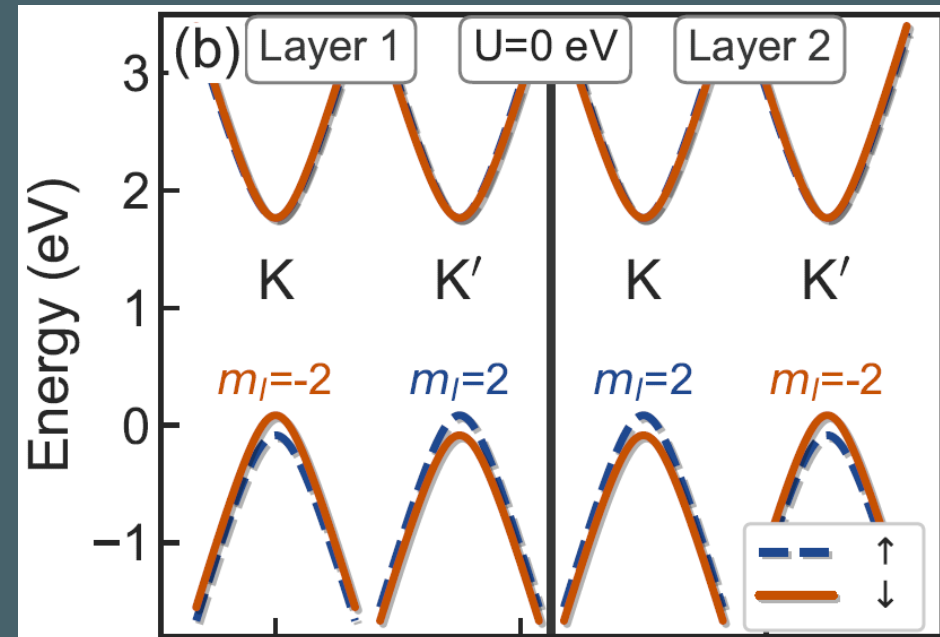 (b) Layer 1 U=0 eV Layer 2
Energy (eV)
3
2
1
0
−1
K K′ K K′
m_l=-2 m_l=2 m_l=2 m_l=-2
↑
↓